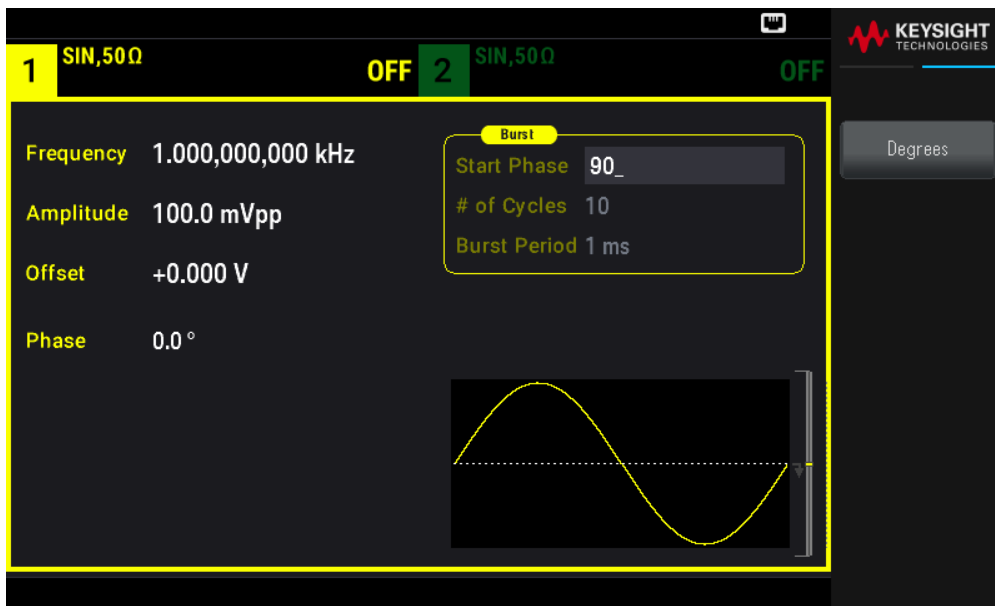 KEYSIGHT
TECHNOLOGIES
1 SIN,50Ω OFF
2 SIN,50Ω OFF
Frequency 1.000,000,000 kHz
Amplitude 100.0 mVpp
Offset +0.000 V
Phase 0.0 °
Burst
Start Phase 90_
# of Cycles 10
Burst Period 1 ms
Degrees